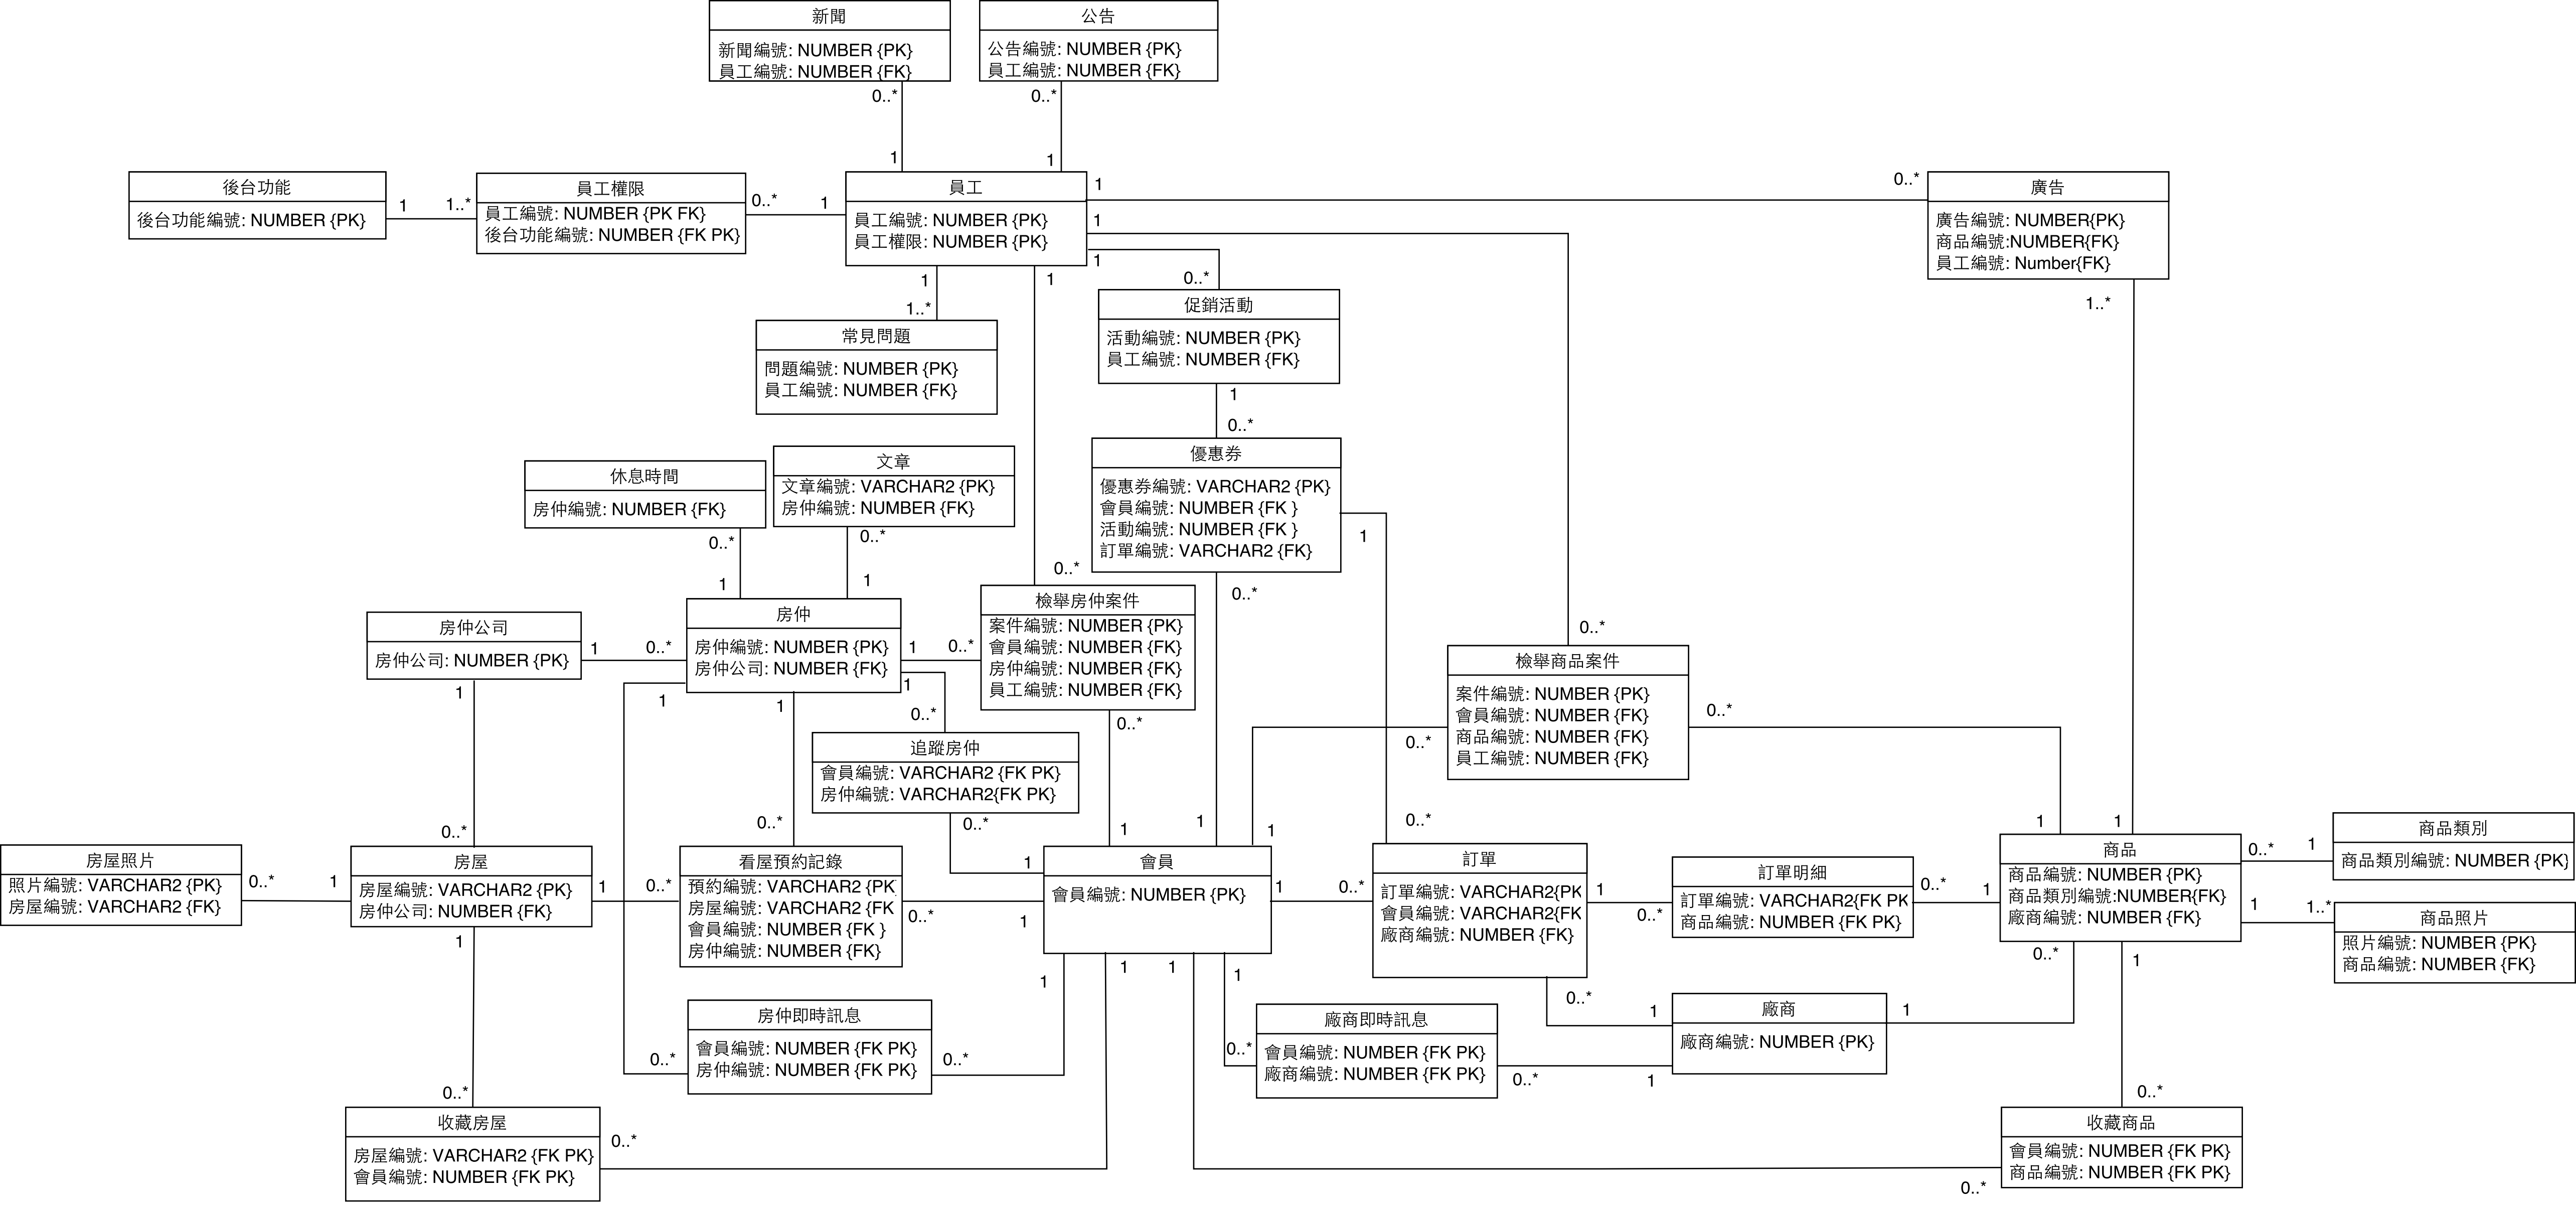 新聞
新聞編號: NUMBER {PK}
員工編號: NUMBER {FK}
公告
公告編號: NUMBER {PK}
員工編號: NUMBER {FK}
0..*
0..*
1
1
後台功能
後台功能編號: NUMBER {PK}
1
1..*
員工權限
員工編號: NUMBER {PK FK}
後台功能編號: NUMBER {FK PK}
0..*
1
員工
員工編號: NUMBER {PK}
員工權限: NUMBER {PK}
1
1
1
0..*
廣告
廣告編號: NUMBER{PK}
商品編號:NUMBER{FK}
員工編號: Number{FK}
1..*
1
1
1..*
0..*
常見問題
問題編號: NUMBER {PK}
員工編號: NUMBER {FK}
促銷活動
活動編號: NUMBER {PK}
員工編號: NUMBER {FK}
1
0..*
休息時間
房仲編號: NUMBER {FK}
文章
文章編號: VARCHAR2 {PK}
房仲編號: NUMBER {FK}
優惠券
優惠券編號: VARCHAR2 {PK}
會員編號: NUMBER {FK }
活動編號: NUMBER {FK }
訂單編號: VARCHAR2 {FK}
1
0..*
0..*
0..*
1
1
0..*
房仲公司
房仲公司: NUMBER {PK}
1
0..*
房仲
房仲編號: NUMBER {PK}
房仲公司: NUMBER {FK}
1
0..*
檢舉房仲案件
案件編號: NUMBER {PK}
會員編號: NUMBER {FK}
房仲編號: NUMBER {FK}
員工編號: NUMBER {FK}
0..*
檢舉商品案件
案件編號: NUMBER {PK}
會員編號: NUMBER {FK}
商品編號: NUMBER {FK}
員工編號: NUMBER {FK}
0..*
0..*
1
1
1
1
0..*
0..*
追蹤房仲
會員編號: VARCHAR2 {FK PK}
房仲編號: VARCHAR2{FK PK}
0..*
0..*
0..*
1
1
1
0..*
1
1
房屋照片
照片編號: VARCHAR2 {PK}
房屋編號: VARCHAR2 {FK}
0..*
1
房屋
房屋編號: VARCHAR2 {PK}
房仲公司: NUMBER {FK}
1
0..*
看屋預約記錄
預約編號: VARCHAR2 {PK
房屋編號: VARCHAR2 {FK
會員編號: NUMBER {FK }
房仲編號: NUMBER {FK}
0..*
1
1
會員
會員編號: NUMBER {PK}
1
0..*
訂單
訂單編號: VARCHAR2{PK
會員編號: VARCHAR2{FK
廠商編號: NUMBER {FK}
1
0..*
訂單明細
訂單編號: VARCHAR2{FK PK
商品編號: NUMBER {FK PK}
0..*
1
商品
商品編號: NUMBER {PK}
商品類別編號:NUMBER{FK}
廠商編號: NUMBER {FK}
0..*
1
商品類別
商品類別編號: NUMBER {PK}
1
1..*
商品照片
照片編號: NUMBER {PK}
商品編號: NUMBER {FK}
1
1
1
1
1
0..*
1
房仲即時訊息
會員編號: NUMBER {FK PK}
房仲編號: NUMBER {FK PK}
0..*
0..*
廠商即時訊息
會員編號: NUMBER {FK PK}
廠商編號: NUMBER {FK PK}
0..*
0..*
1
0..*
1
廠商
廠商編號: NUMBER {PK}
1
0..*
收藏房屋
房屋編號: VARCHAR2 {FK PK}
會員編號: NUMBER {FK PK}
0..*
0..*
收藏商品
會員編號: NUMBER {FK PK}
商品編號: NUMBER {FK PK}
0..*